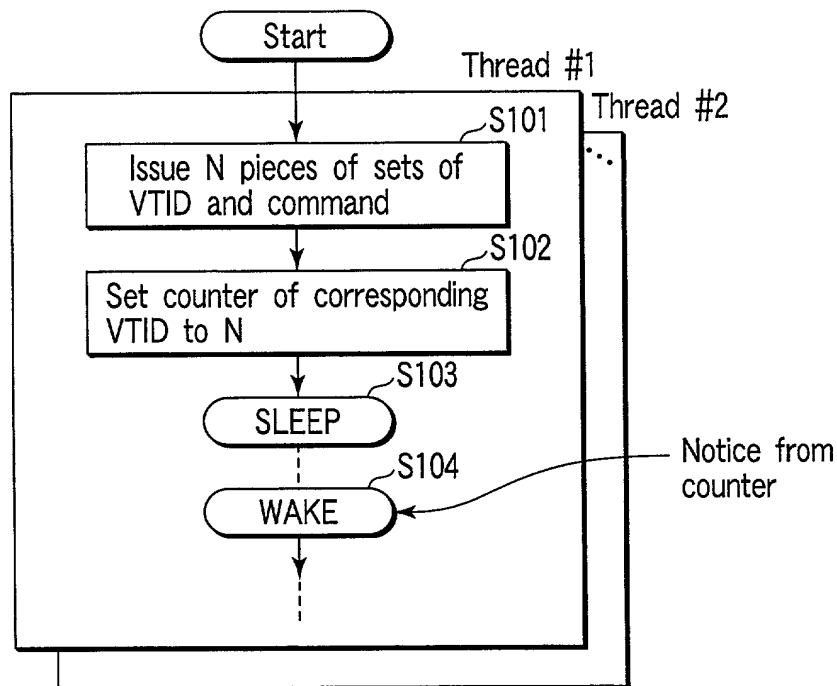 Start
Thread #1
Thread #2
S101
Issue N pieces of sets of
VTID and command
S102
Set counter of corresponding
VTID to N
S103
SLEEP
S104
WAKE
Notice from
counter